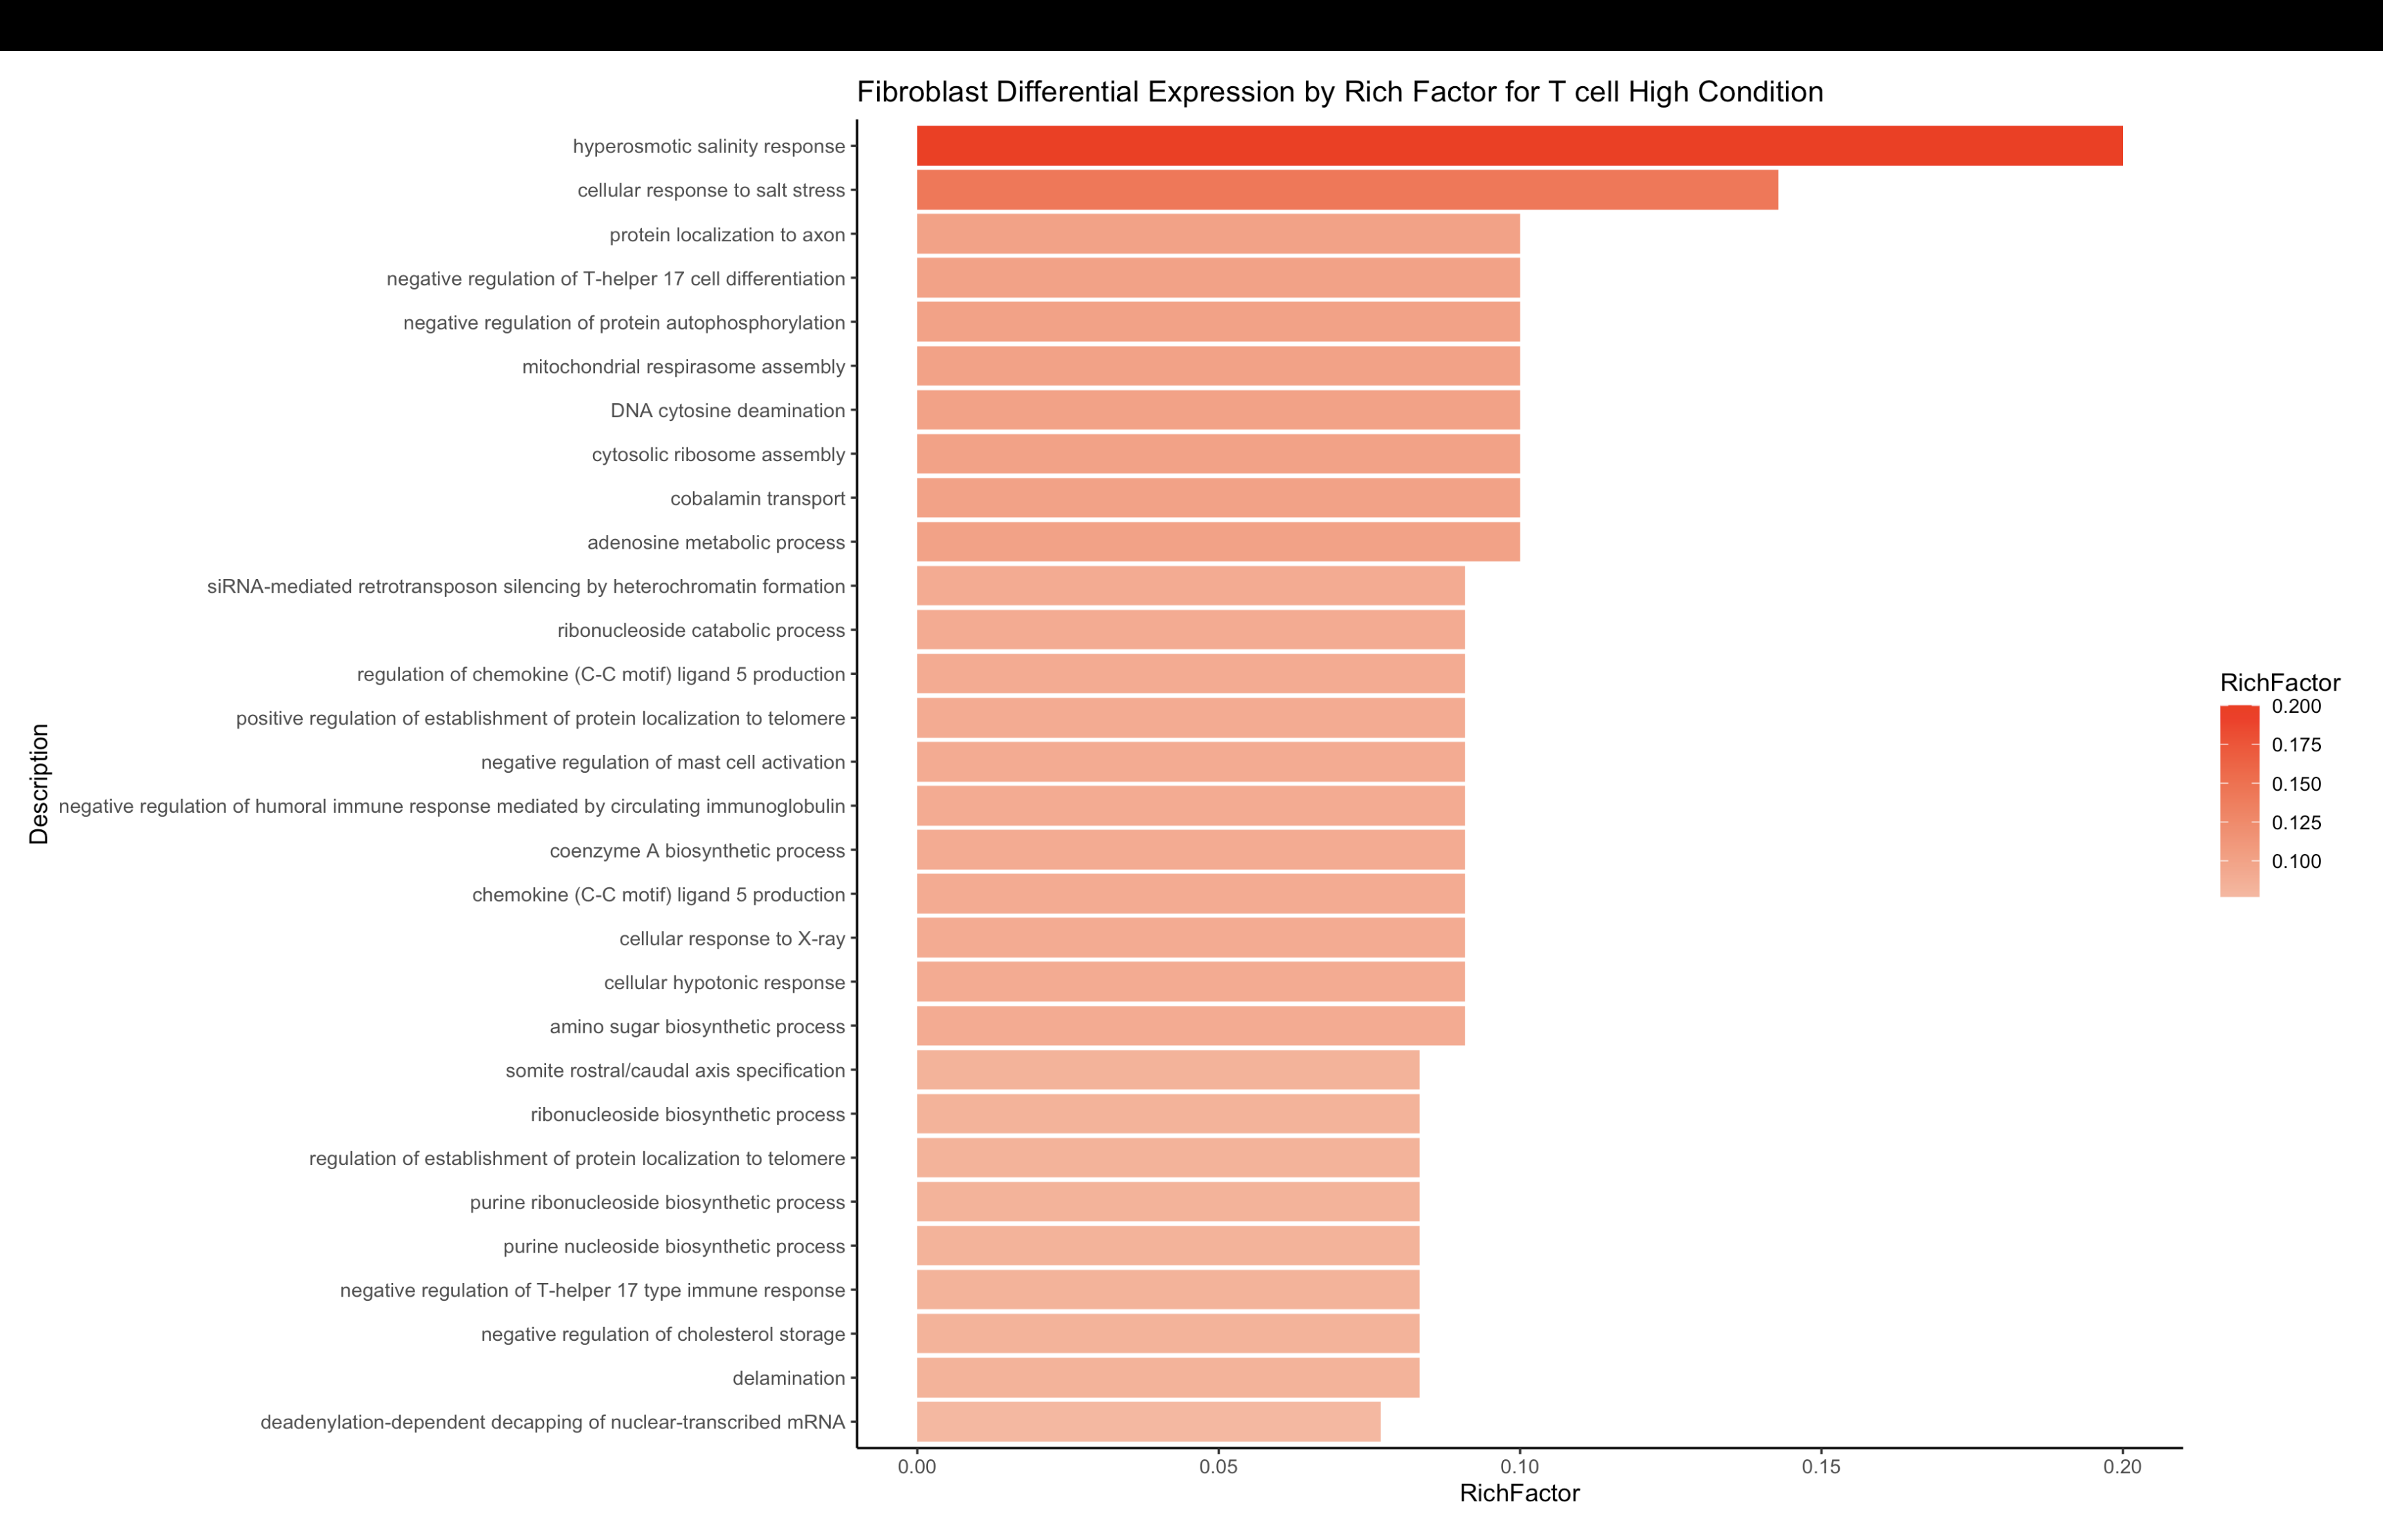 Fibroblast Differential Expression by Rich Factor for T cell High Condition
Description
hyperosmotic salinity response
cellular response to salt stress
protein localization to axon
negative regulation of T-helper 17 cell differentiation
negative regulation of protein autophosphorylation
mitochondrial respirasome assembly
DNA cytosine deamination
cytosolic ribosome assembly
cobalamin transport
adenosine metabolic process
siRNA-mediated retrotransposon silencing by heterochromatin formation
ribonucleoside catabolic process
regulation of chemokine (C-C motif) ligand 5 production
positive regulation of establishment of protein localization to telomere
negative regulation of mast cell activation
negative regulation of humoral immune response mediated by circulating immunoglobulin
coenzyme A biosynthetic process
chemokine (C-C motif) ligand 5 production
cellular response to X-ray
cellular hypotonic response
amino sugar biosynthetic process
somite rostral/caudal axis specification
ribonucleoside biosynthetic process
regulation of establishment of protein localization to telomere
purine ribonucleoside biosynthetic process
purine nucleoside biosynthetic process
negative regulation of T-helper 17 type immune response
negative regulation of cholesterol storage
delamination
deadenylation-dependent decapping of nuclear-transcribed mRNA
0.00 0.05 0.10 0.15 0.20
RichFactor
RichFactor
0.200
0.175
0.150
0.125
0.100